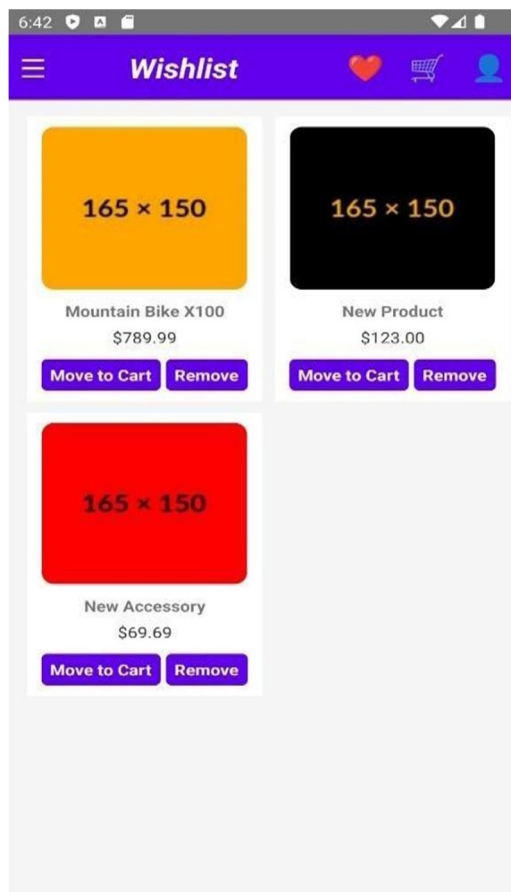 6:42
Wishlist
165 × 150
Mountain Bike X100
$789.99
Move to Cart Remove
165 × 150
New Product
$123.00
Move to Cart Remove
165 × 150
New Accessory
$69.69
Move to Cart Remove